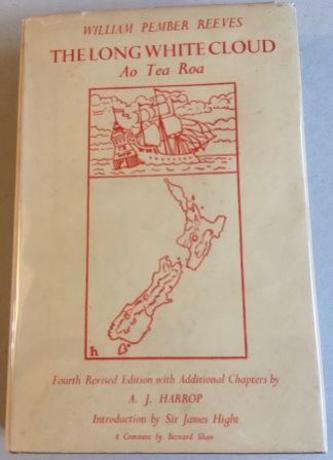 WILLIAM PEMBER REEVES
THE LONG WHITE CLOUD
Ao Tea Roa
h
Fourth Revised Edition with Additional Chapters by
A. J. HARROP
Introduction by Sir James Hight
A Comment by Bernard Shaw